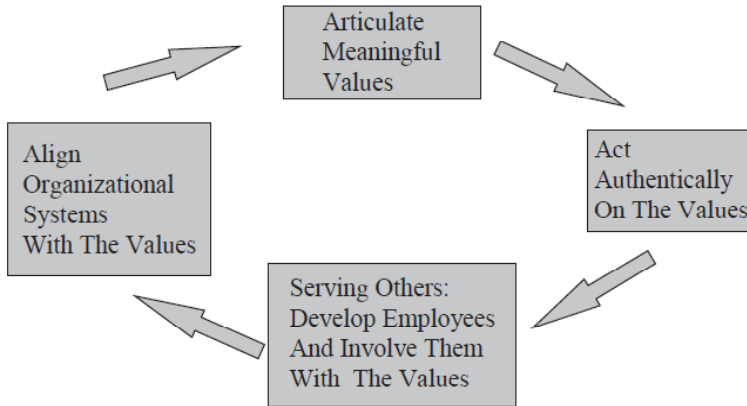 Articulate
Meaningful
Values
Act
Authentically
On The Values
Serving Others:
Develop Employees
And Involve Them
With The Values
Align
Organizational
Systems
With The Values